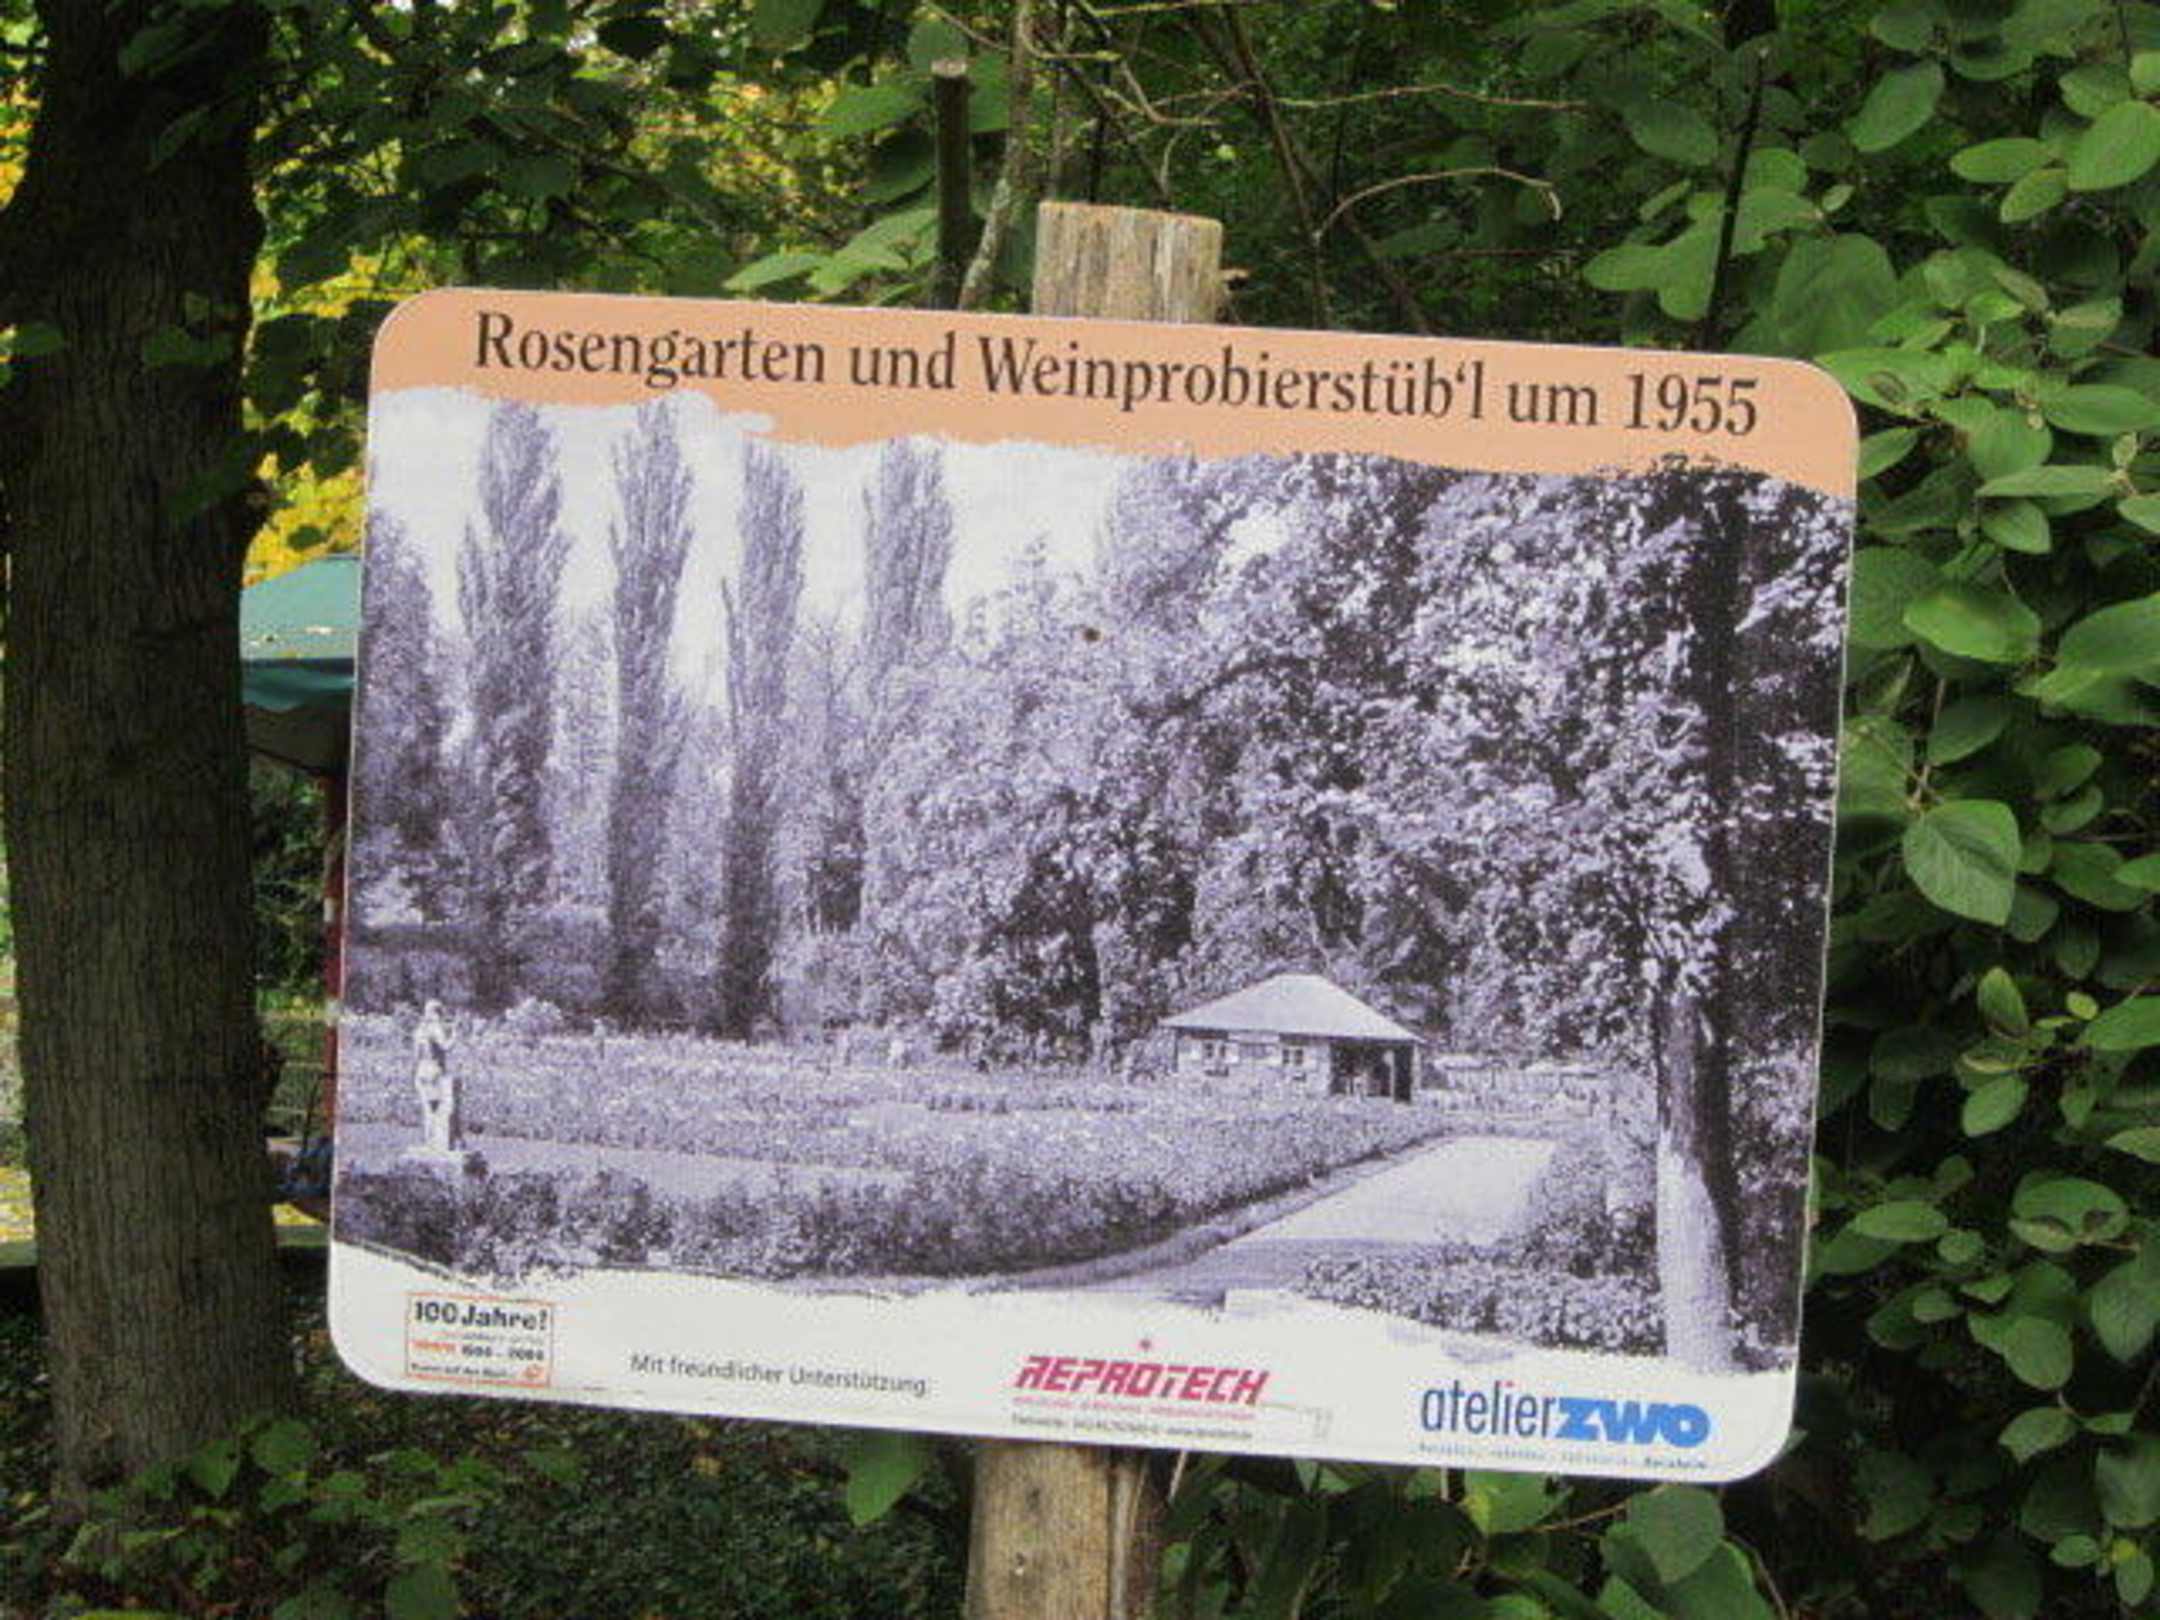 Rosengarten und Weinprobierstüb'l um 1955
100 Jahre!
Mit freundlicher Unterstützung
REPROTECH
atelierzwo